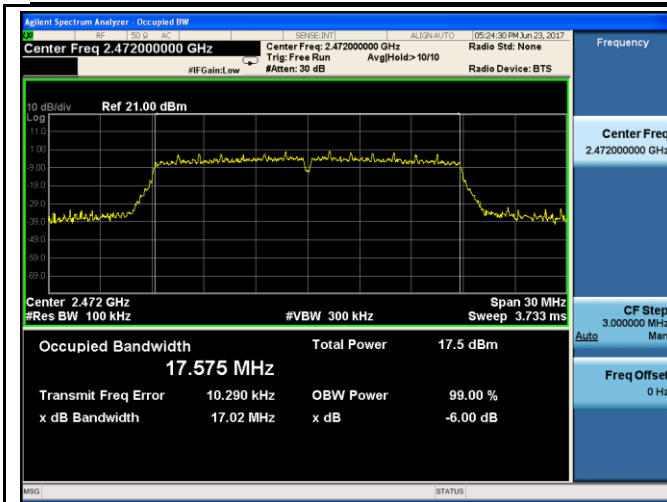 Agilent Spectrum Analyzer - Occupied BW
RF 50 Ω AC SENSE:INT ALIGN AUTO 05:24:30 PM Jun 23, 2017
Center Freq 2.472000000 GHz
Center Freq: 2.472000000 GHz Radio Std: None
Trig: Free Run Avg|Hold:> 10/10
#IFGain:Low #Atten: 30 dB Radio Device: BTS
Frequency
10 dB/div Ref 21.00 dBm
Log
11.0
1.00
-9.00
-19.0
-29.0
-39.0
-49.0
-59.0
-69.0
Center Freq
2.472000000 GHz
Center 2.472 GHz Span 30 MHz
#Res BW 100 kHz #VBW 300 kHz Sweep 3.733 ms
CF Step
3.000000 MHz
Auto Man
Occupied Bandwidth Total Power 17.5 dBm
17.575 MHz
Transmit Freq Error 10.290 kHz OBW Power 99.00 %
x dB Bandwidth 17.02 MHz x dB -6.00 dB
Freq Offset
0 Hz
MSG STATUS